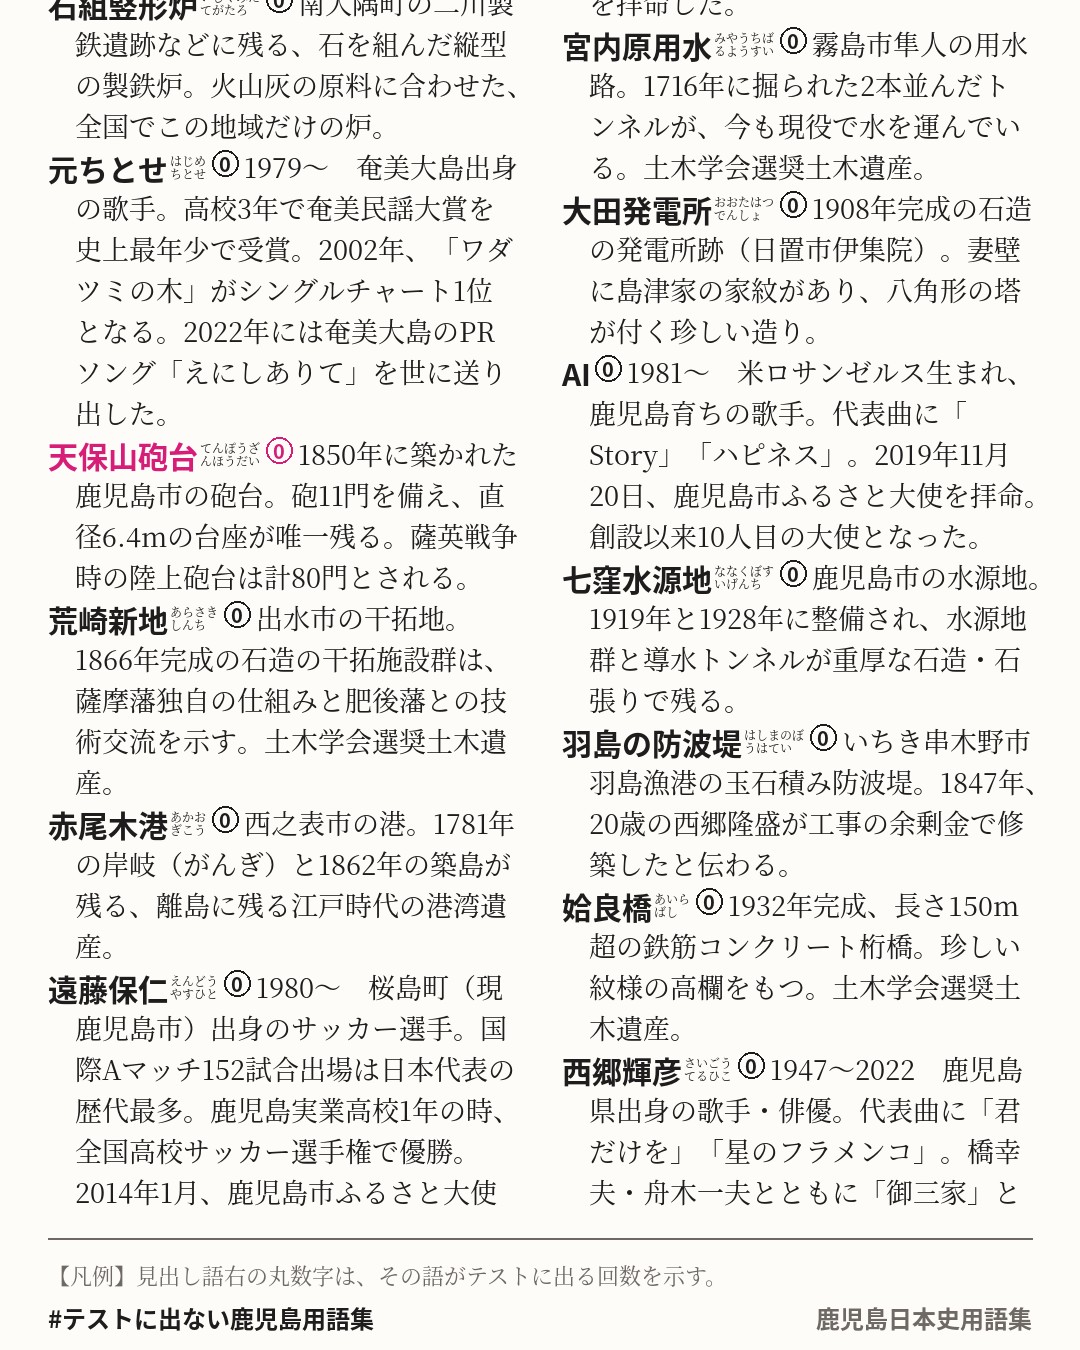 石組竪形炉 てがたろ ⓪ 南大隅町の二川製
鉄遺跡などに残る、石を組んだ縦型
の製鉄炉。火山灰の原料に合わせた、
全国でこの地域だけの炉。
元ちとせ はじめちとせ ⓪ 1979〜　奄美大島出身
の歌手。高校3年で奄美民謡大賞を
史上最年少で受賞。2002年、「ワダ
ツミの木」がシングルチャート1位
となる。2022年には奄美大島のPR
ソング「えにしありて」を世に送り
出した。
天保山砲台 てんぽうざんほうだい ⓪ 1850年に築かれた
鹿児島市の砲台。砲11門を備え、直
径6.4mの台座が唯一残る。薩英戦争
時の陸上砲台は計80門とされる。
荒崎新地 あらさきしんち ⓪ 出水市の干拓地。
1866年完成の石造の干拓施設群は、
薩摩藩独自の仕組みと肥後藩との技
術交流を示す。土木学会選奨土木遺
産。
赤尾木港 あかおぎこう ⓪ 西之表市の港。1781年
の岸岐（がんぎ）と1862年の築島が
残る、離島に残る江戸時代の港湾遺
産。
遠藤保仁 えんどうやすひと ⓪ 1980〜　桜島町（現
鹿児島市）出身のサッカー選手。国
際Aマッチ152試合出場は日本代表の
歴代最多。鹿児島実業高校1年の時、
全国高校サッカー選手権で優勝。
2014年1月、鹿児島市ふるさと大使
を拝命した。
宮内原用水 みやうちばるようすい ⓪ 霧島市隼人の用水
路。1716年に掘られた2本並んだト
ンネルが、今も現役で水を運んでい
る。土木学会選奨土木遺産。
大田発電所 おおたはつでんしょ ⓪ 1908年完成の石造
の発電所跡（日置市伊集院）。妻壁
に島津家の家紋があり、八角形の塔
が付く珍しい造り。
AI ⓪ 1981〜　米ロサンゼルス生まれ、
鹿児島育ちの歌手。代表曲に「
Story」「ハピネス」。2019年11月
20日、鹿児島市ふるさと大使を拝命。
創設以来10人目の大使となった。
七窪水源地 ななくぼすいげんち ⓪ 鹿児島市の水源地。
1919年と1928年に整備され、水源地
群と導水トンネルが重厚な石造・石
張りで残る。
羽島の防波堤 はしまのぼうはてい ⓪ いちき串木野市
羽島漁港の玉石積み防波堤。1847年、
20歳の西郷隆盛が工事の余剰金で修
築したと伝わる。
姶良橋 あいらばし ⓪ 1932年完成、長さ150m
超の鉄筋コンクリート桁橋。珍しい
紋様の高欄をもつ。土木学会選奨土
木遺産。
西郷輝彦 さいごうてるひこ ⓪ 1947〜2022　鹿児島
県出身の歌手・俳優。代表曲に「君
だけを」「星のフラメンコ」。橋幸
夫・舟木一夫とともに「御三家」と
【凡例】見出し語右の丸数字は、その語がテストに出る回数を示す。
#テストに出ない鹿児島用語集
鹿児島日本史用語集